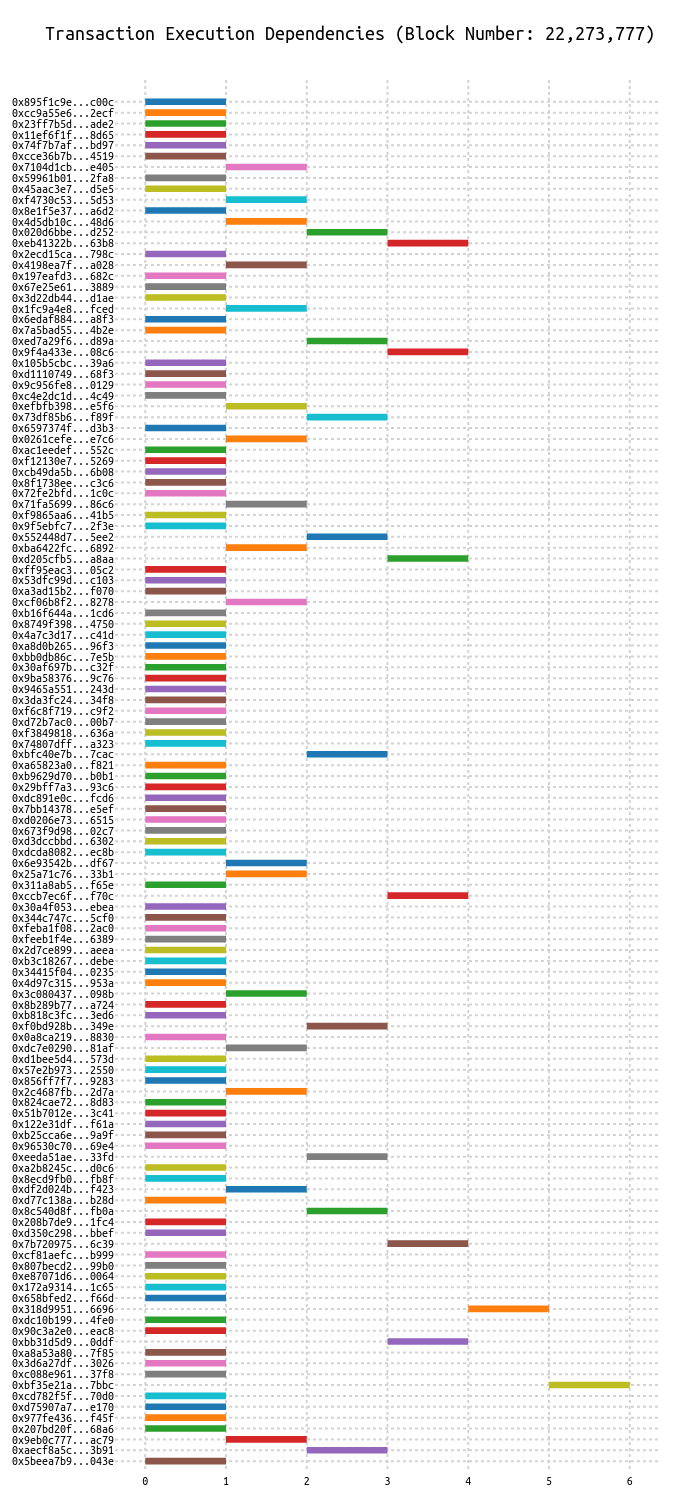 Transaction Execution Dependencies (Block Number: 22,273,777)
0x895f1c9e...c00c
0xcc9a55e6...2ecf
0x23ff7b5d...ade2
0x11ef6f1f...8d65
0x74f7b7af...bd97
0xcce36b7b...4519
0x7104d1cb...e405
0x59961b01...2fa8
0x45aac3e7...d5e5
0xf4730c53...5d53
0x8e1f5e37...a6d2
0x4d5db10c...48d6
0x020d6bbe...d252
0xeb41322b...63b8
0x2ecd15ca...798c
0x4198ea7f...a028
0x197eafd3...682c
0x67e25e61...3889
0x3d22db44...d1ae
0x1fc9a4e8...fced
0x6edaf884...a8f3
0x7a5bad55...4b2e
0xed7a29f6...d89a
0x9f4a433e...08c6
0x105b5cbc...39a6
0xd1110749...68f3
0x9c956fe8...0129
0xc4e2dc1d...4c49
0xefbfb398...e5f6
0x73df85b6...f89f
0x6597374f...d3b3
0x0261cefe...e7c6
0xac1eedef...552c
0xf12130e7...5269
0xcb49da5b...6b08
0x8f1738ee...c3c6
0x72fe2bfd...1c0c
0x71fa5699...86c6
0xf9865aa6...41b5
0x9f5ebfc7...2f3e
0x552448d7...5ee2
0xba6422fc...6892
0xd205cfb5...a8aa
0xff95eac3...05c2
0x53dfc99d...c103
0xa3ad15b2...f070
0xcf06b8f2...8278
0xb16f644a...1cd6
0x8749f398...4750
0x4a7c3d17...c41d
0xa8d0b265...96f3
0xbb0db86c...7e5b
0x30af697b...c32f
0x9ba58376...9c76
0x9465a551...243d
0x3da3fc24...34f8
0xf6c8f719...c9f2
0xd72b7ac0...00b7
0xf3849818...636a
0x74807dff...a323
0xbfc40e7b...7cac
0xa65823a0...f821
0xb9629d70...b0b1
0x29bff7a3...93c6
0xdc891e0c...fcd6
0x7bb14378...e5ef
0xd0206e73...6515
0x673f9d98...02c7
0xd3dccbbd...6302
0xdcda8082...ec8b
0x6e93542b...df67
0x25a71c76...33b1
0x311a8ab5...f65e
0xccb7ec6f...f70c
0x30a4f053...ebea
0x344c747c...5cf0
0xfeba1f08...2ac0
0xfeeb1f4e...6389
0x2d7ce899...aeea
0xb3c18267...debe
0x34415f04...0235
0x4d97c315...953a
0x3c080437...098b
0x8b289b77...a724
0xb818c3fc...3ed6
0xf0bd928b...349e
0x0a8ca219...8830
0xdc7e0290...81af
0xd1bee5d4...573d
0x57e2b973...2550
0x856ff7f7...9283
0x2c4687fb...2d7a
0x824cae72...8d83
0x51b7012e...3c41
0x122e31df...f61a
0xb25cca6e...9a9f
0x96530c70...69e4
0xeeda51ae...33fd
0xa2b8245c...d0c6
0x8ecd9fb0...fb8f
0xdf2d024b...f423
0xd77c138a...b28d
0x8c540d8f...fb0a
0x208b7de9...1fc4
0xd350c298...bbef
0x7b720975...6c39
0xcf81aefc...b999
0x807becd2...99b0
0xe87071d6...0064
0x172a9314...1c65
0x658bfed2...f66d
0x318d9951...6696
0xdc10b199...4fe0
0x90c3a2e0...eac8
0xbb31d5d9...0ddf
0xa8a53a80...7f85
0x3d6a27df...3026
0xc088e961...37f8
0xbf35e21a...7bbc
0xcd782f5f...70d0
0xd75907a7...e170
0x977fe436...f45f
0x207bd20f...68a6
0x9eb0c777...ac79
0xaecf8a5c...3b91
0x5beea7b9...043e
0 1 2 3 4 5 6